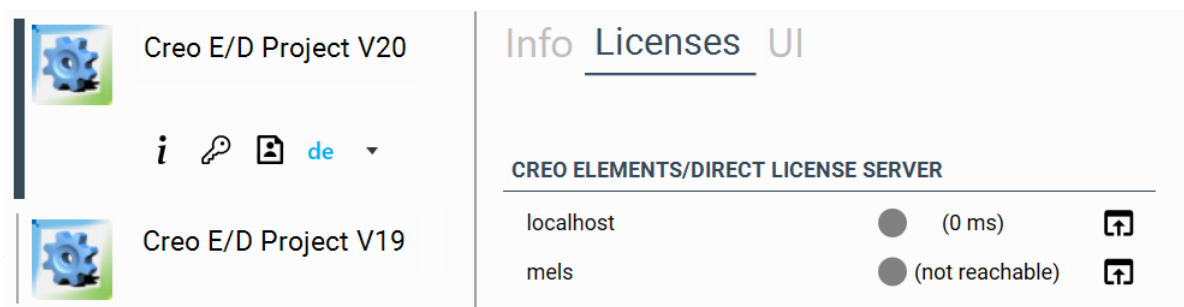 Creo E/D Project V20
i de
Creo E/D Project V19
Info Licenses UI
CREO ELEMENTS/DIRECT LICENSE SERVER
localhost (0 ms)
mels (not reachable)